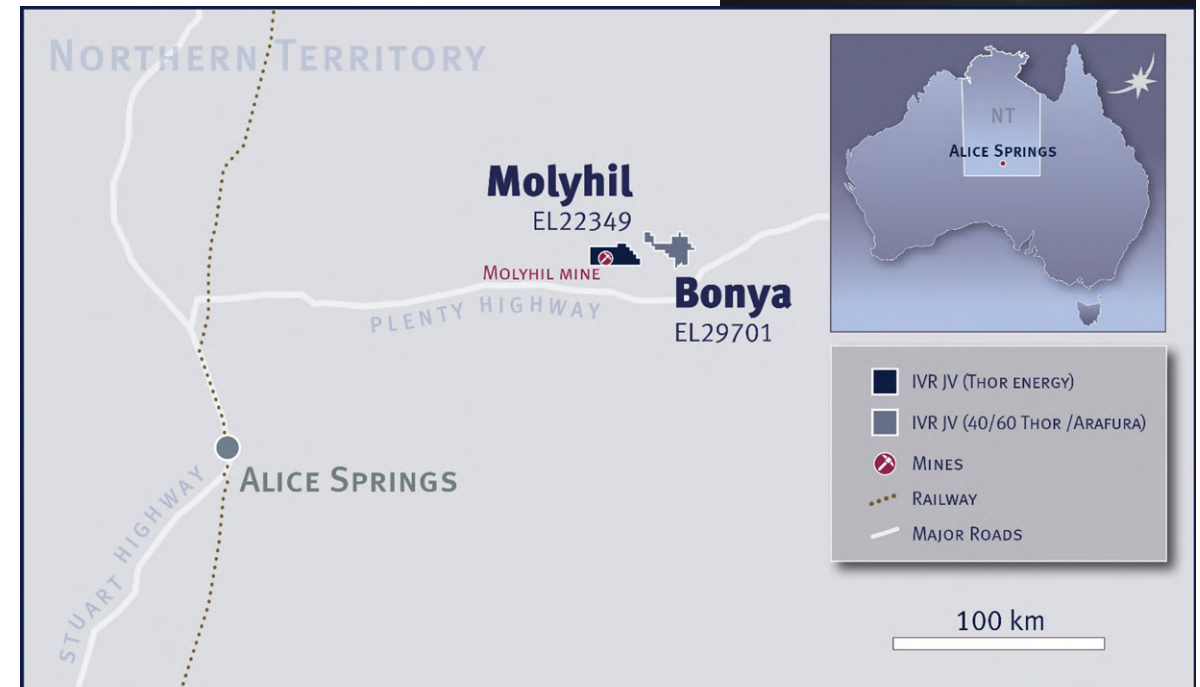 NORTHERN TERRITORY
Molyhil
EL22349
MOLYHIL MINE
PLENTY HIGHWAY
Bonya
EL29701
ALICE SPRINGS
STUART HIGHWAY
NT
ALICE SPRINGS
IVR JV (THOR ENERGY)
IVR JV (40/60 THOR /ARAFURA)
MINES
RAILWAY
MAJOR ROADS
100 km